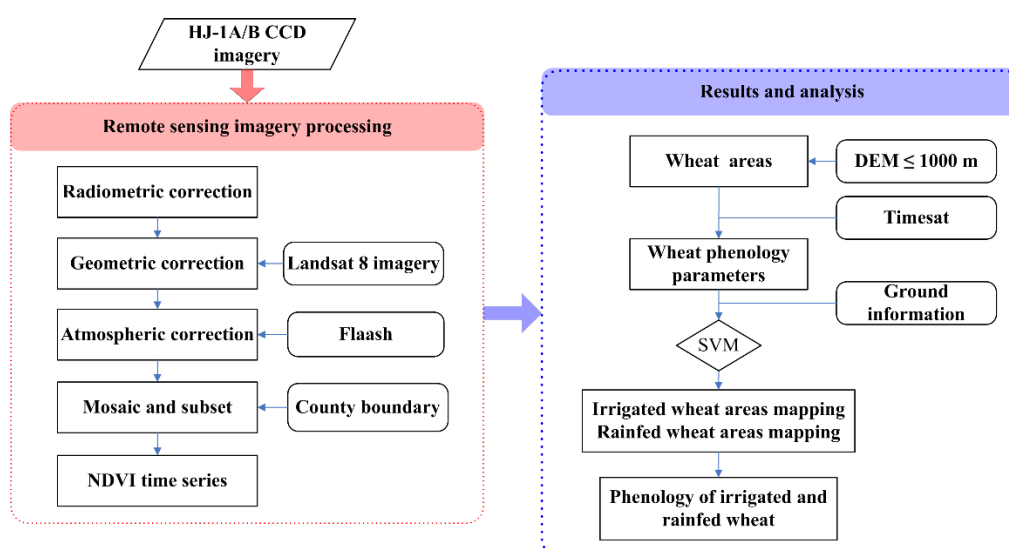 HJ-1A/B CCD
imagery
Remote sensing imagery processing
Radiometric correction
Geometric correction
Landsat 8 imagery
Atmospheric correction
Flaash
Mosaic and subset
County boundary
NDVI time series
Results and analysis
Wheat areas
DEM ≤ 1000 m
Timesat
Wheat phenology
parameters
Ground
information
SVM
Irrigated wheat areas mapping
Rainfed wheat areas mapping
Phenology of irrigated and
rainfed wheat